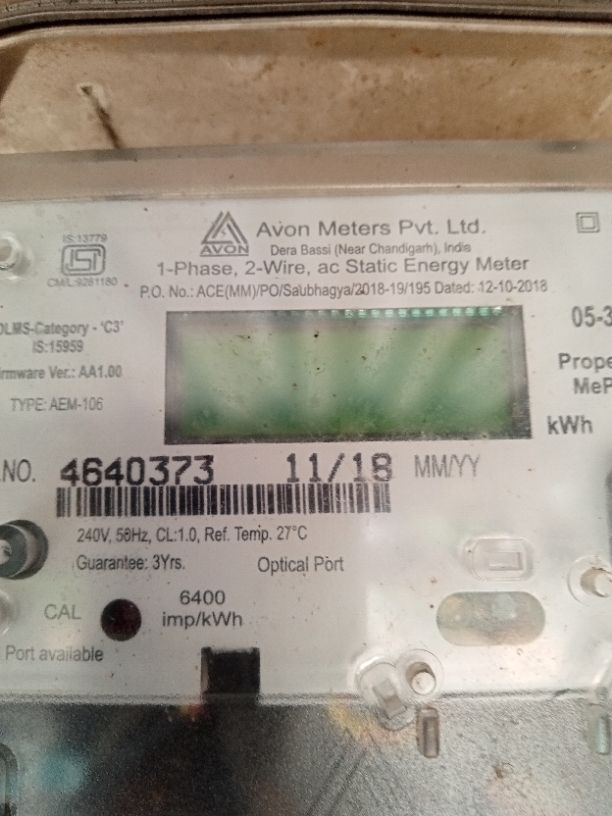 IS:13779
ISI
CM/L:9261180
AVON
Avon Meters Pvt. Ltd.
Dera Bassi (Near Chandigarh), India
1-Phase, 2-Wire, ac Static Energy Meter
P.O. No.: ACE(MM)/PO/Saubhagya/2018-19/195 Dated: 12-10-2018
DLMS-Category - 'C3'
IS:15959
Firmware Ver.: AA1.00
TYPE: AEM-106
05-3
Prope
MeP
kWh
.NO. 4640373 11/18 MM/YY
240V, 50Hz, CL:1.0, Ref. Temp. 27°C
Guarantee: 3Yrs. Optical Port
CAL
6400
imp/kWh
Port available